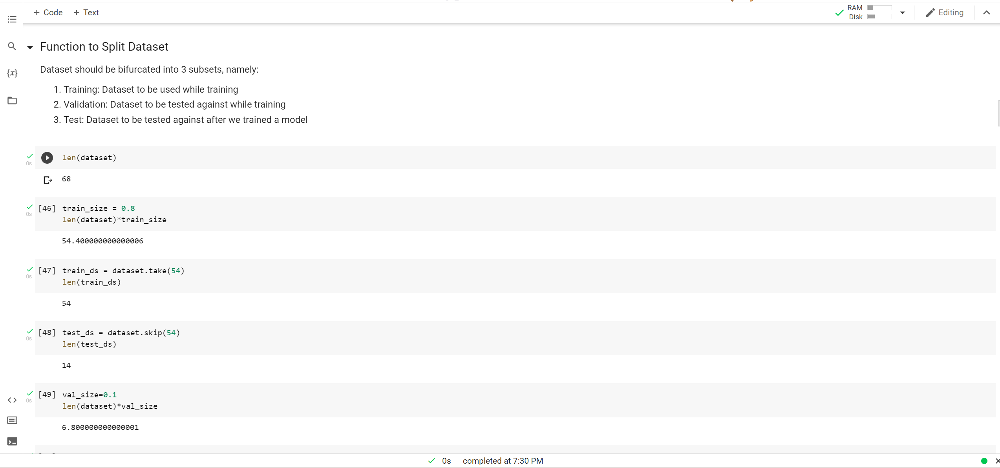 + Code + Text
RAM
Disk
Editing
Function to Split Dataset
Dataset should be bifurcated into 3 subsets, namely:
1. Training: Dataset to be used while training
2. Validation: Dataset to be tested against while training
3. Test: Dataset to be tested against after we trained a model
len(dataset)
0s
68
[46] train_size = 0.8
0s
len(dataset)*train_size
54.400000000000006
[47] train_ds = dataset.take(54)
0s
len(train_ds)
54
[48] test_ds = dataset.skip(54)
0s
len(test_ds)
14
[49] val_size=0.1
0s
len(dataset)*val_size
6.800000000000001
0s completed at 7:30 PM